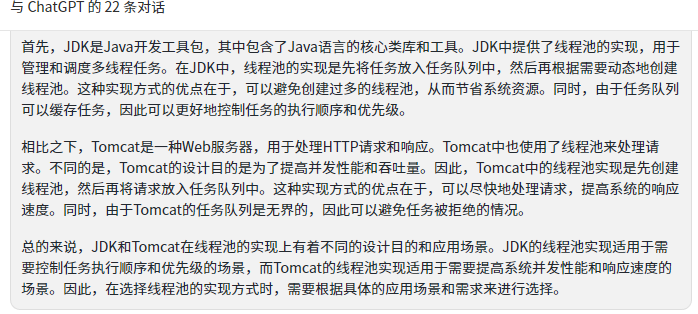 与 ChatGPT 的 22 条对话
首先，JDK是Java开发工具包，其中包含了Java语言的核心类库和工具。JDK中提供了线程池的实现，用于
管理和调度多线程任务。在JDK中，线程池的实现是先将任务放入任务队列中，然后再根据需要动态地创建
线程池。这种实现方式的优点在于，可以避免创建过多的线程池，从而节省系统资源。同时，由于任务队列
可以缓存任务，因此可以更好地控制任务的执行顺序和优先级。
相比之下，Tomcat是一种Web服务器，用于处理HTTP请求和响应。Tomcat中也使用了线程池来处理请
求。不同的是，Tomcat的设计目的是为了提高并发性能和吞吐量。因此，Tomcat中的线程池实现是先创建
线程池，然后再将请求放入任务队列中。这种实现方式的优点在于，可以尽快地处理请求，提高系统的响应
速度。同时，由于Tomcat的任务队列是无界的，因此可以避免任务被拒绝的情况。
总的来说，JDK和Tomcat在线程池的实现上有着不同的设计目的和应用场景。JDK的线程池实现适用于需
要控制任务执行顺序和优先级的场景，而Tomcat的线程池实现适用于需要提高系统并发性能和响应速度的
场景。因此，在选择线程池的实现方式时，需要根据具体的应用场景和需求来进行选择。